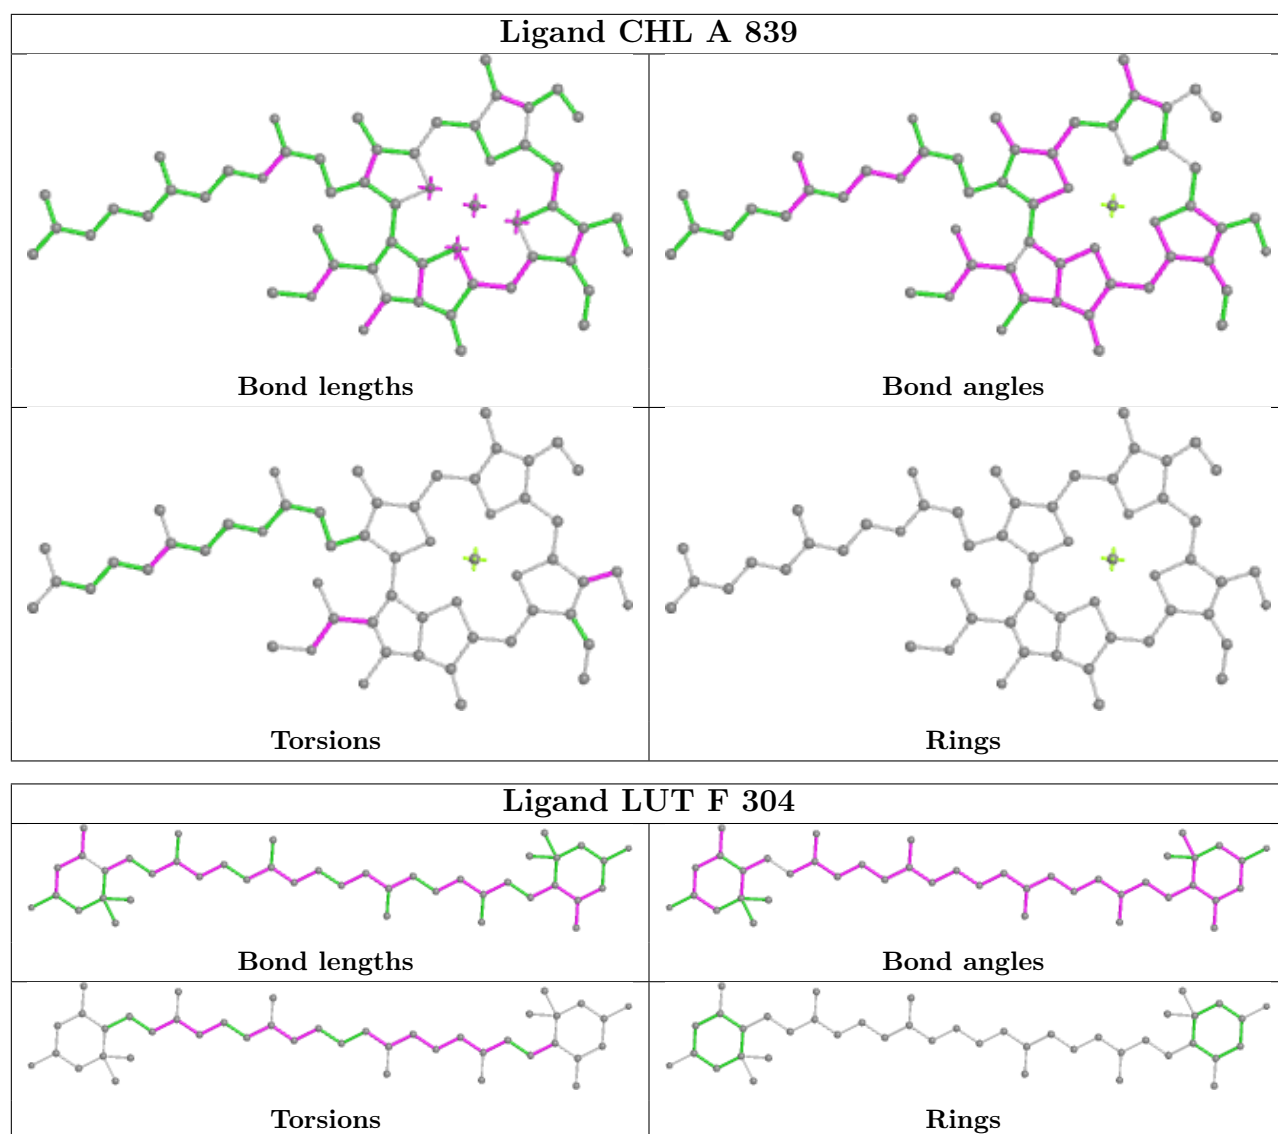 Ligand CHL A 839
Bond lengths
Bond angles
Torsions
Rings
Ligand LUT F 304
Bond lengths
Bond angles
Torsions
Rings